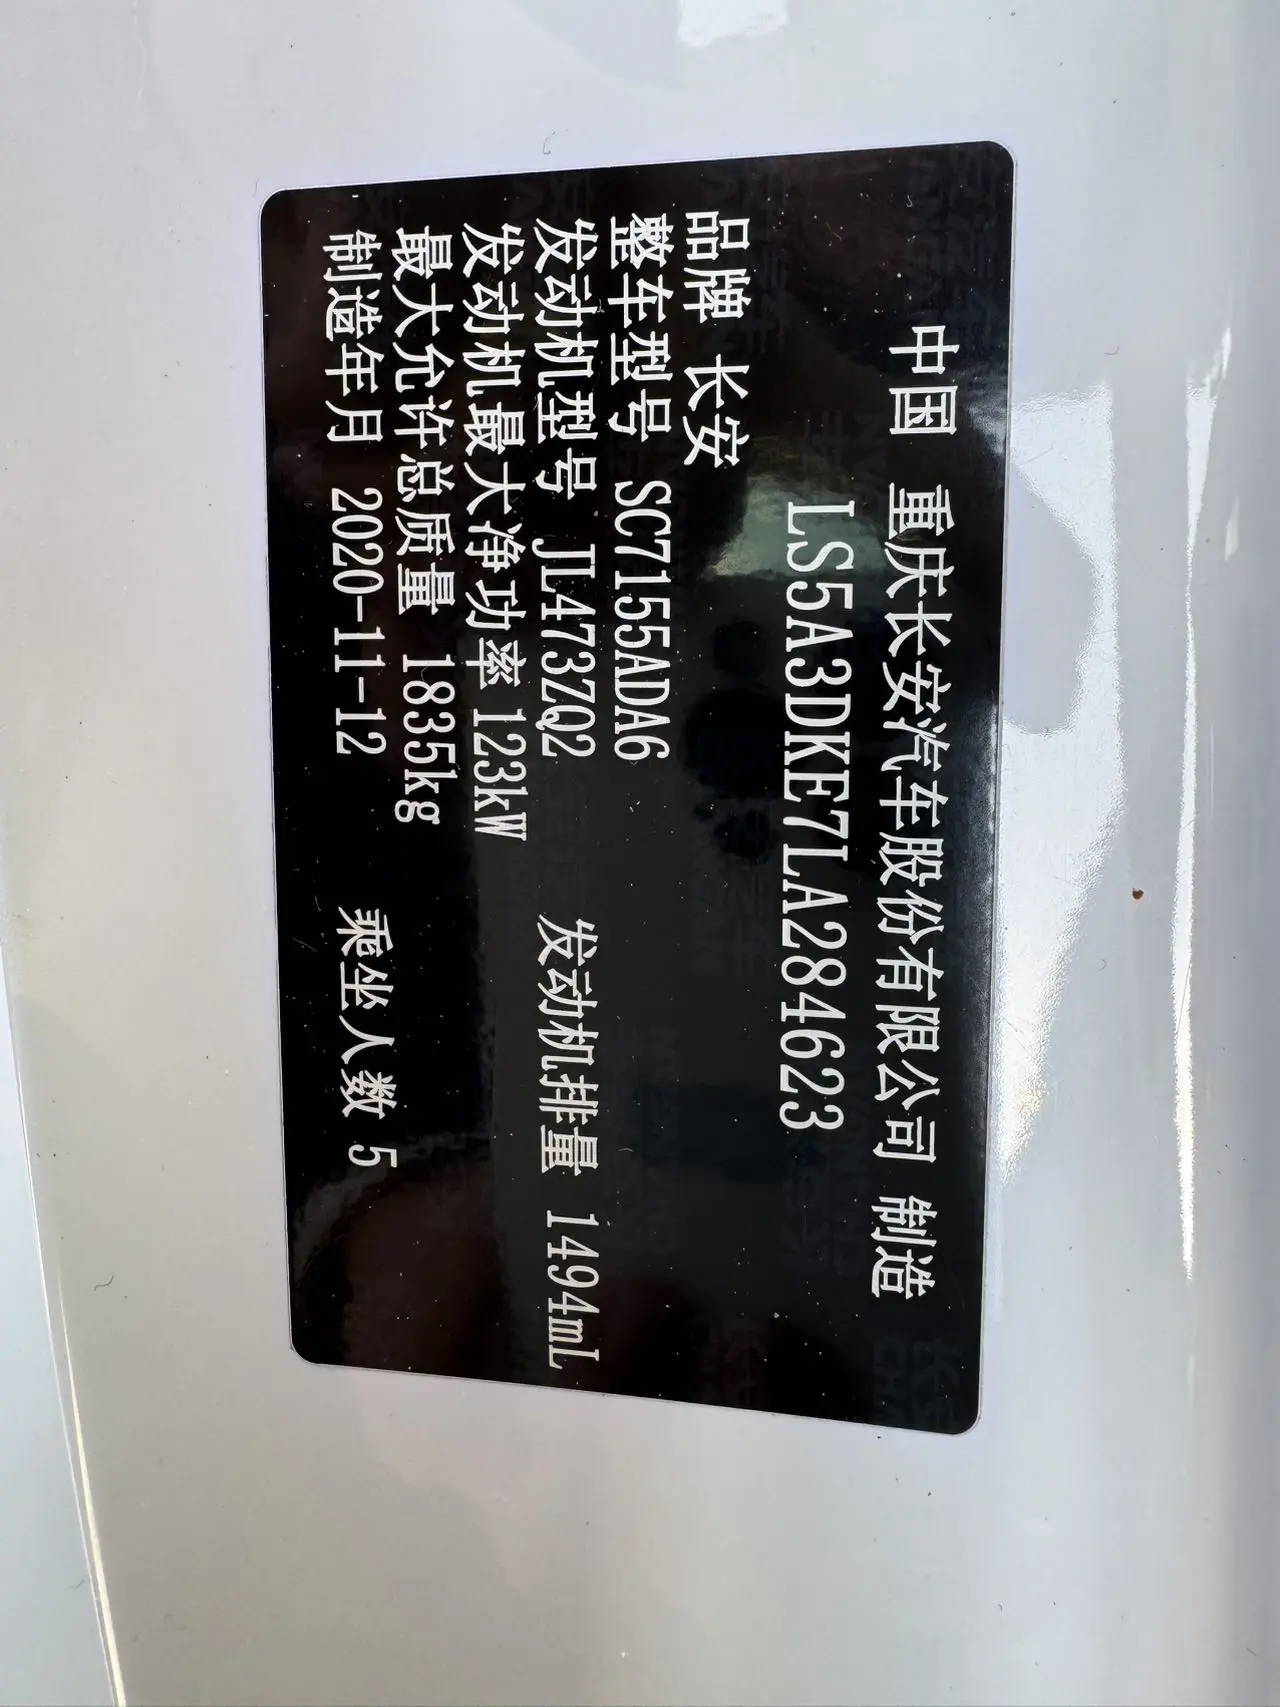 中国 重庆长安汽车股份有限公司 制造
LS5A3DKE7LA284623
品牌 长安
整车型号 SC7155ADA6
发动机型号 JL473ZQ2 发动机排量 1494mL
发动机最大净功率 123kW
最大允许总质量 1835kg
制造年月 2020-11-12 乘坐人数 5